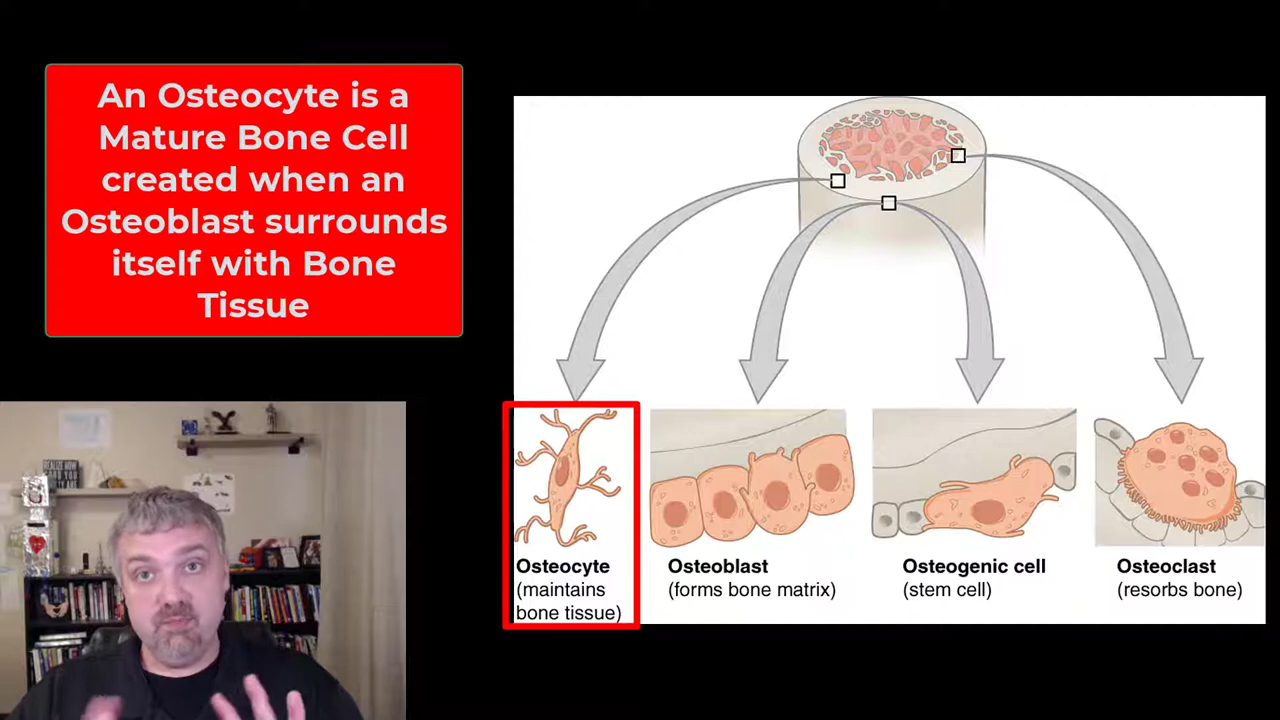 An Osteocyte is a
Mature Bone Cell
created when an
Osteoblast surrounds
itself with Bone
Tissue
Osteocyte
(maintains
bone tissue)
Osteoblast
(forms bone matrix)
Osteogenic cell
(stem cell)
Osteoclast
(resorbs bone)